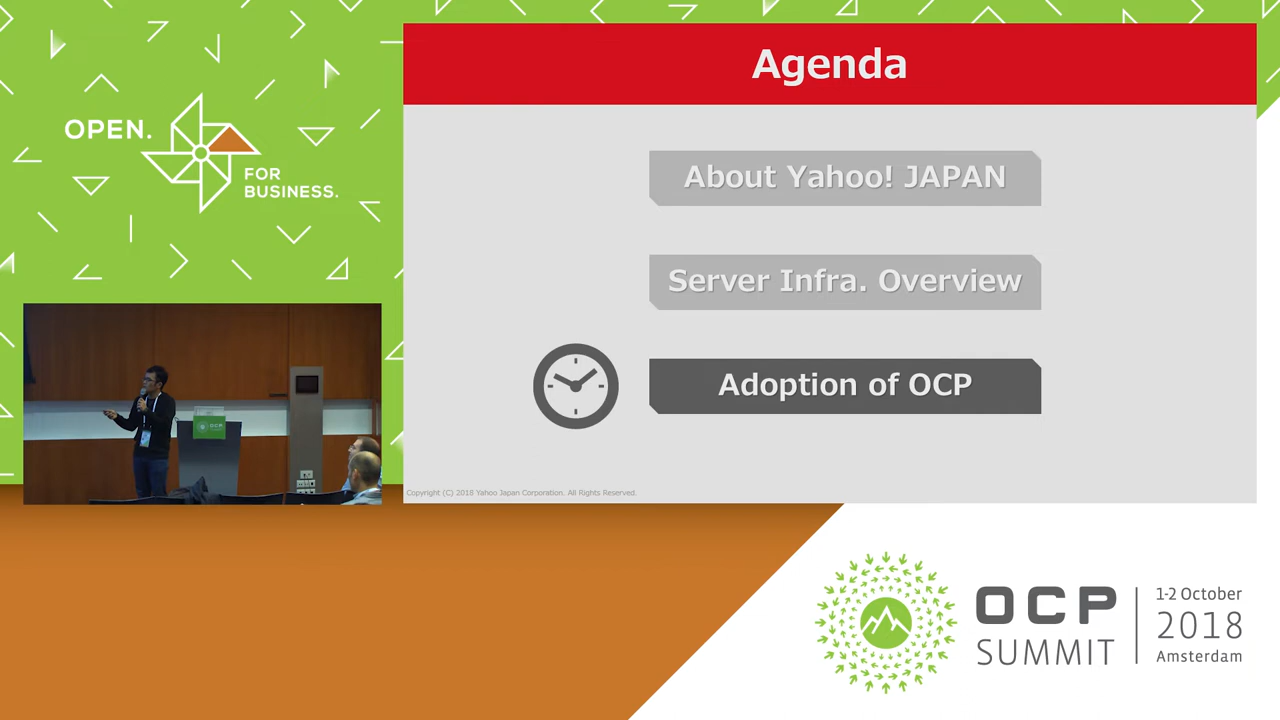 OPEN.
FOR
BUSINESS.
Agenda
About Yahoo! JAPAN
Server Infra. Overview
Adoption of OCP
Copyright (C) 2018 Yahoo Japan Corporation. All Rights Reserved.
OCP
OCP
SUMMIT
1-2 October
2018
Amsterdam